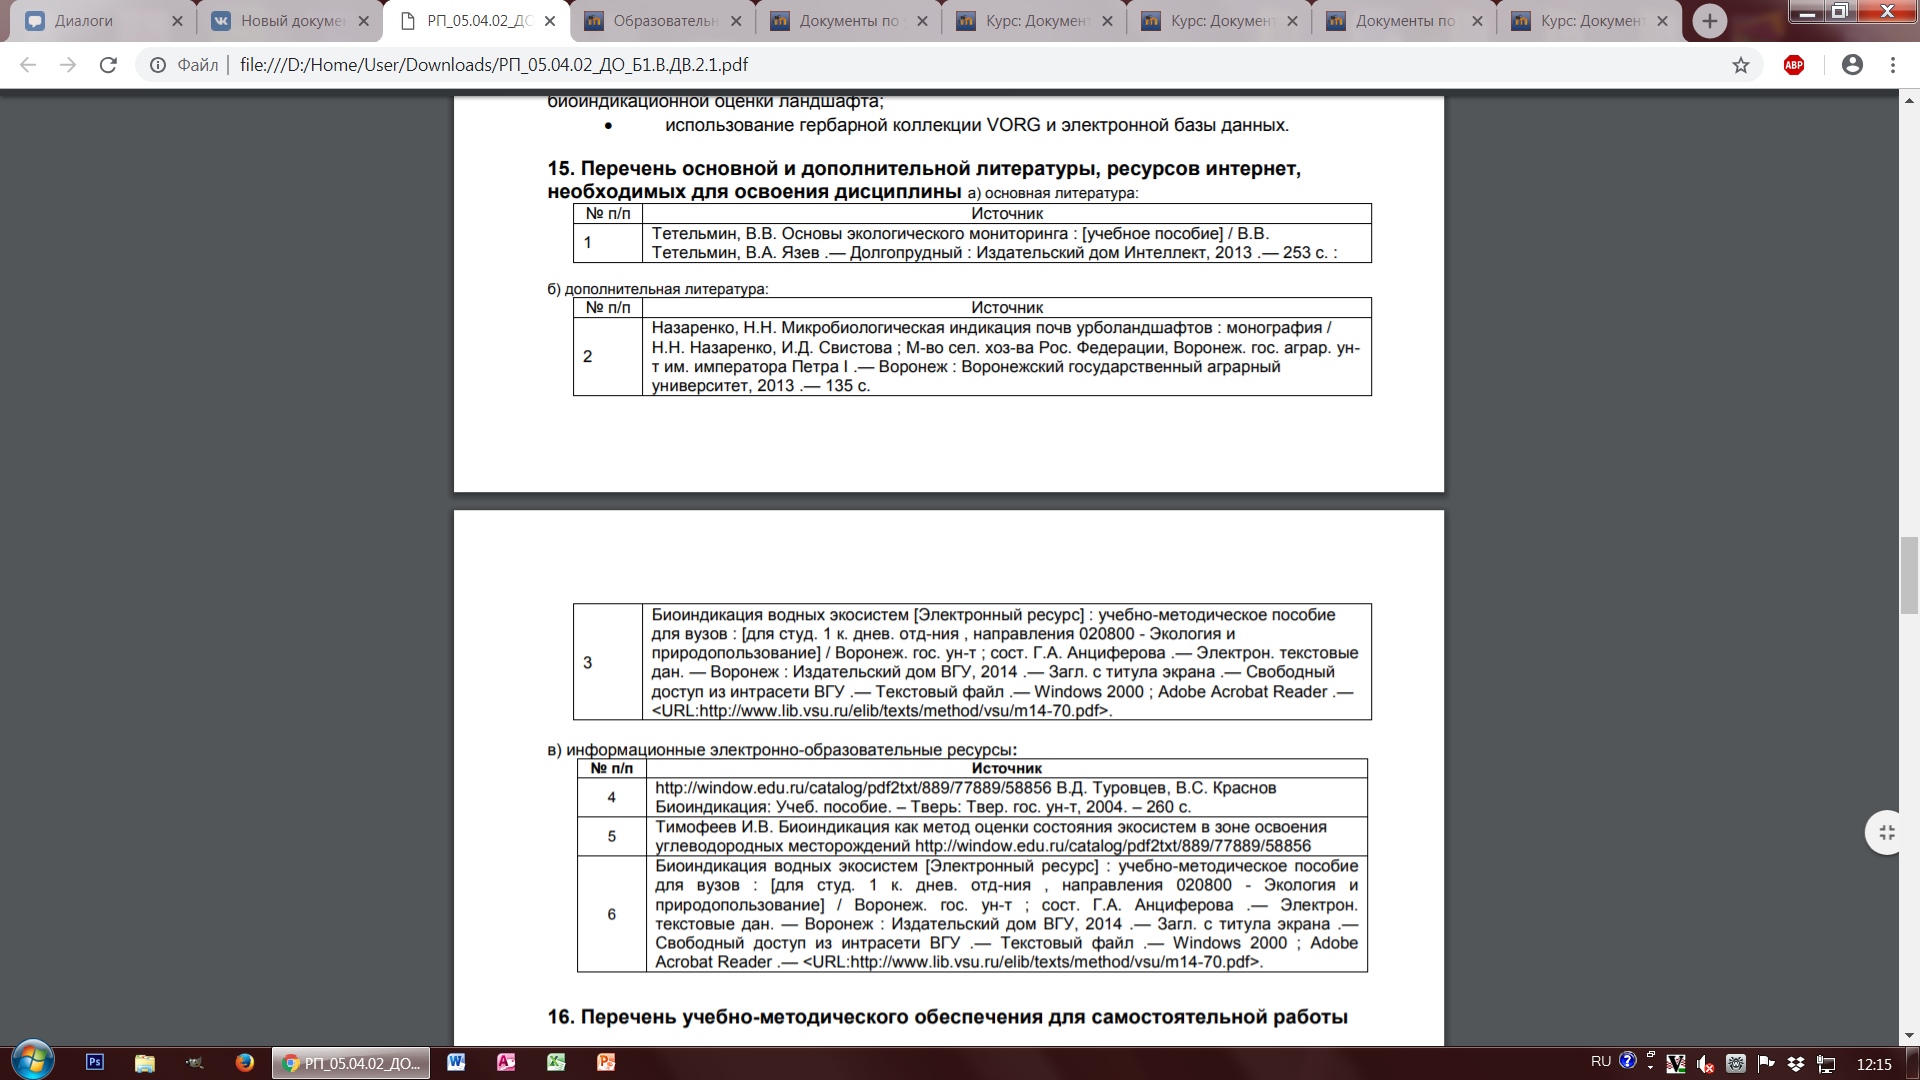 Диалоги
Новый докумен
РП_05.04.02_ДО
Образовательн
Документы по
Курс: Документ
Курс: Документ
Документы по
Курс: Документ
Файл
file:///D:/Home/User/Downloads/РП_05.04.02_ДО_Б1.В.ДВ.2.1.pdf
ABP
биоиндикационной оценки ландшафта;
• использование гербарной коллекции VORG и электронной базы данных.
15. Перечень основной и дополнительной литературы, ресурсов интернет,
необходимых для освоения дисциплины а) основная литература:
№ п/п Источник
1
Тетельмин, В.В. Основы экологического мониторинга : [учебное пособие] / В.В.
Тетельмин, В.А. Язев .— Долгопрудный : Издательский дом Интеллект, 2013 .— 253 с. :
б) дополнительная литература:
№ п/п Источник
2
Назаренко, Н.Н. Микробиологическая индикация почв урболандшафтов : монография /
Н.Н. Назаренко, И.Д. Свистова ; М-во сел. хоз-ва Рос. Федерации, Воронеж. гос. аграр. ун-
т им. императора Петра I .— Воронеж : Воронежский государственный аграрный
университет, 2013 .— 135 с.
3
Биоиндикация водных экосистем [Электронный ресурс] : учебно-методическое пособие
для вузов : [для студ. 1 к. днев. отд-ния , направления 020800 - Экология и
природопользование] / Воронеж. гос. ун-т ; сост. Г.А. Анциферова .— Электрон. текстовые
дан. — Воронеж : Издательский дом ВГУ, 2014 .— Загл. с титула экрана .— Свободный
доступ из интрасети ВГУ .— Текстовый файл .— Windows 2000 ; Adobe Acrobat Reader .—
<URL:http://www.lib.vsu.ru/elib/texts/method/vsu/m14-70.pdf>.
в) информационные электронно-образовательные ресурсы:
№ п/п Источник
4
http://window.edu.ru/catalog/pdf2txt/889/77889/58856 В.Д. Туровцев, В.С. Краснов
Биоиндикация: Учеб. пособие. – Тверь: Твер. гос. ун-т, 2004. – 260 с.
5
Тимофеев И.В. Биоиндикация как метод оценки состояния экосистем в зоне освоения
углеводородных месторождений http://window.edu.ru/catalog/pdf2txt/889/77889/58856
6
Биоиндикация водных экосистем [Электронный ресурс] : учебно-методическое пособие
для вузов : [для студ. 1 к. днев. отд-ния , направления 020800 - Экология и
природопользование] / Воронеж. гос. ун-т ; сост. Г.А. Анциферова .— Электрон.
текстовые дан. — Воронеж : Издательский дом ВГУ, 2014 .— Загл. с титула экрана .—
Свободный доступ из интрасети ВГУ .— Текстовый файл .— Windows 2000 ; Adobe
Acrobat Reader .— <URL:http://www.lib.vsu.ru/elib/texts/method/vsu/m14-70.pdf>.
16. Перечень учебно-методического обеспечения для самостоятельной работы
Ps
РП_05.04.02_ДО...
RU
12:15